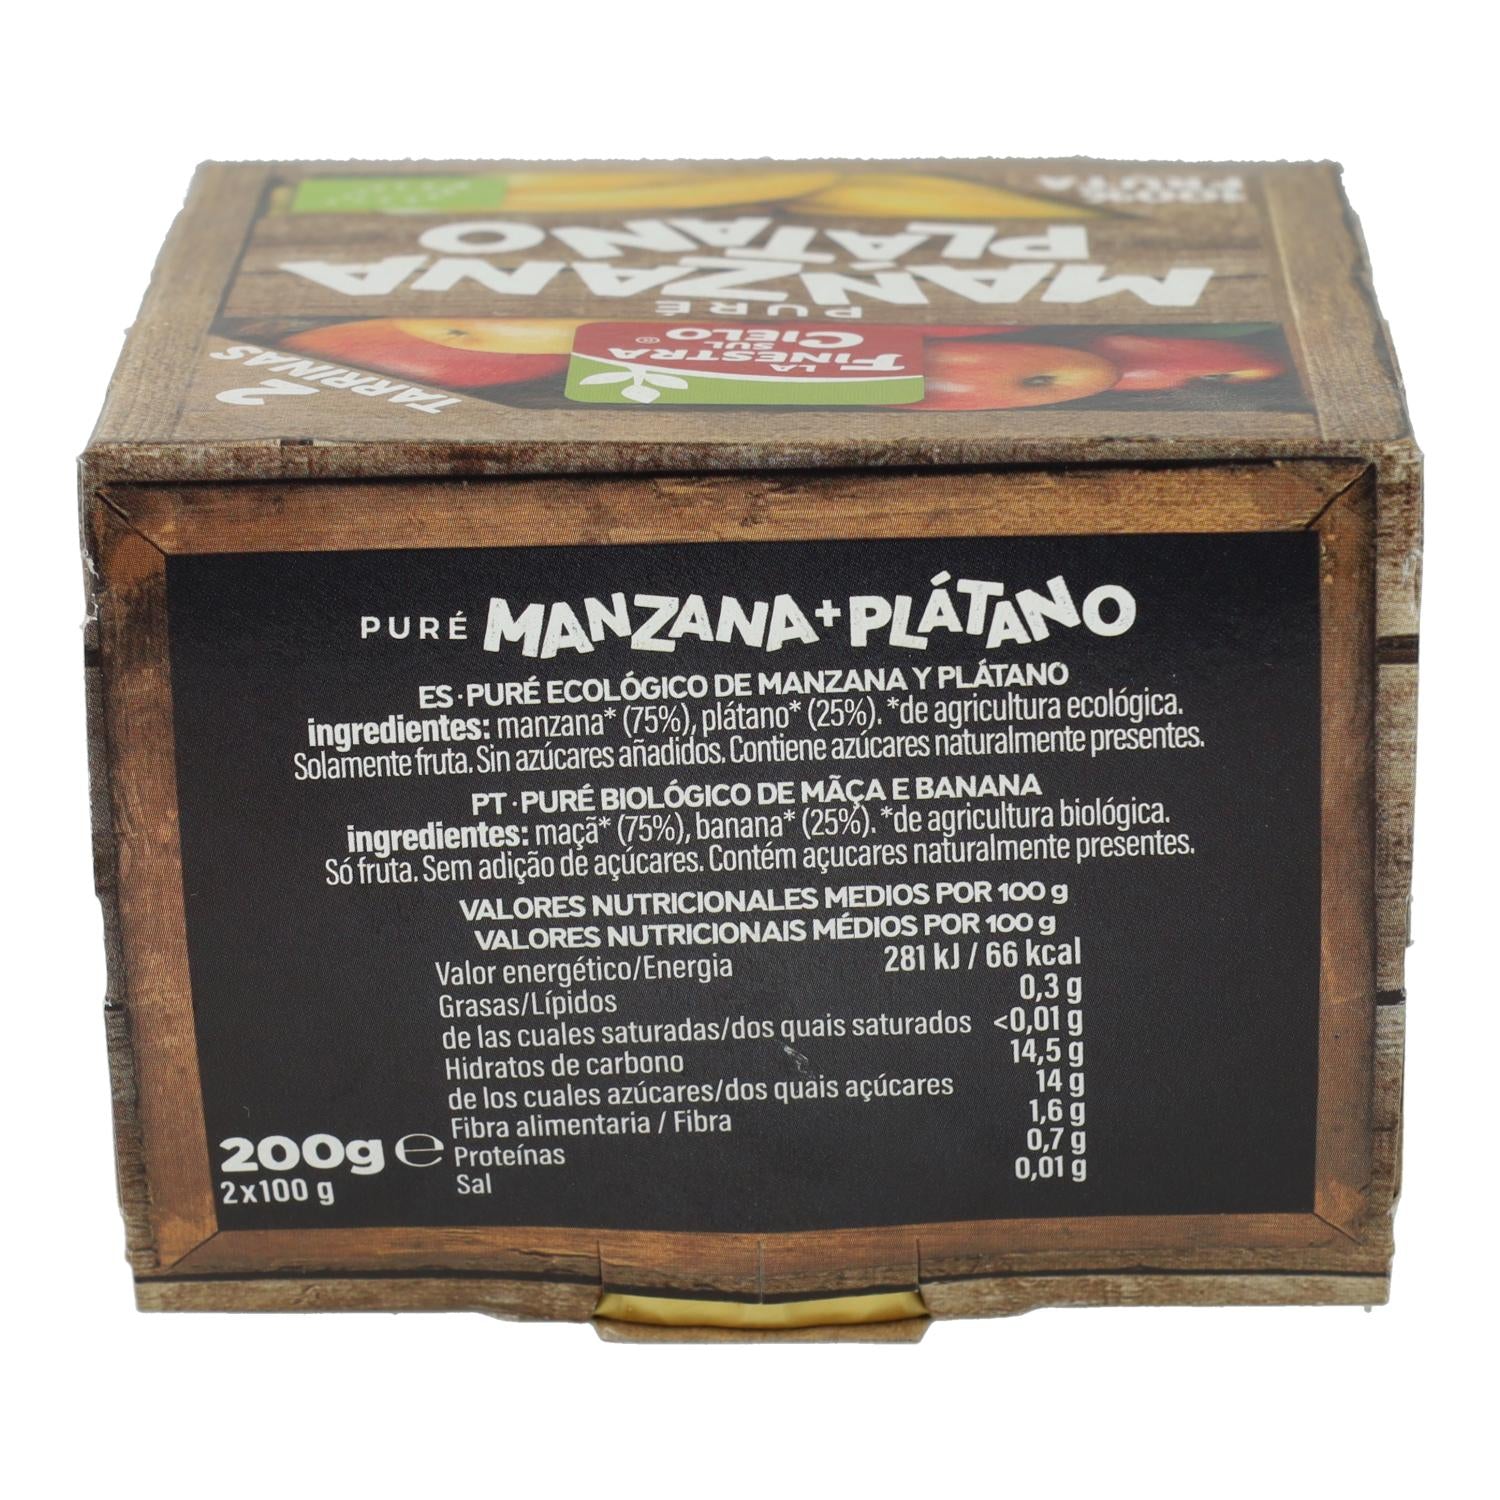 100%
FRUTA
MANZANA
PLÁTANO
PURÉ
LA
FINESTRA
SUL
CIELO
®
2
TARRINAS
PURÉ MANZANA+PLÁTANO
ES·PURÉ ECOLÓGICO DE MANZANA Y PLÁTANO
ingredientes: manzana* (75%), plátano* (25%). *de agricultura ecológica.
Solamente fruta. Sin azúcares añadidos. Contiene azúcares naturalmente presentes.
PT·PURÉ BIOLÓGICO DE MÃÇA E BANANA
ingredientes: maçã* (75%), banana* (25%). *de agricultura biológica.
Só fruta. Sem adição de açúcares. Contém açucares naturalmente presentes.
VALORES NUTRICIONALES MEDIOS POR 100 g
VALORES NUTRICIONAIS MÉDIOS POR 100 g
Valor energético/Energia 281 kJ / 66 kcal
Grasas/Lípidos 0,3 g
de las cuales saturadas/dos quais saturados <0,01 g
Hidratos de carbono 14,5 g
de los cuales azúcares/dos quais açúcares 14 g
Fibra alimentaria / Fibra 1,6 g
Proteínas 0,7 g
Sal 0,01 g
200g ℮
2x100 g